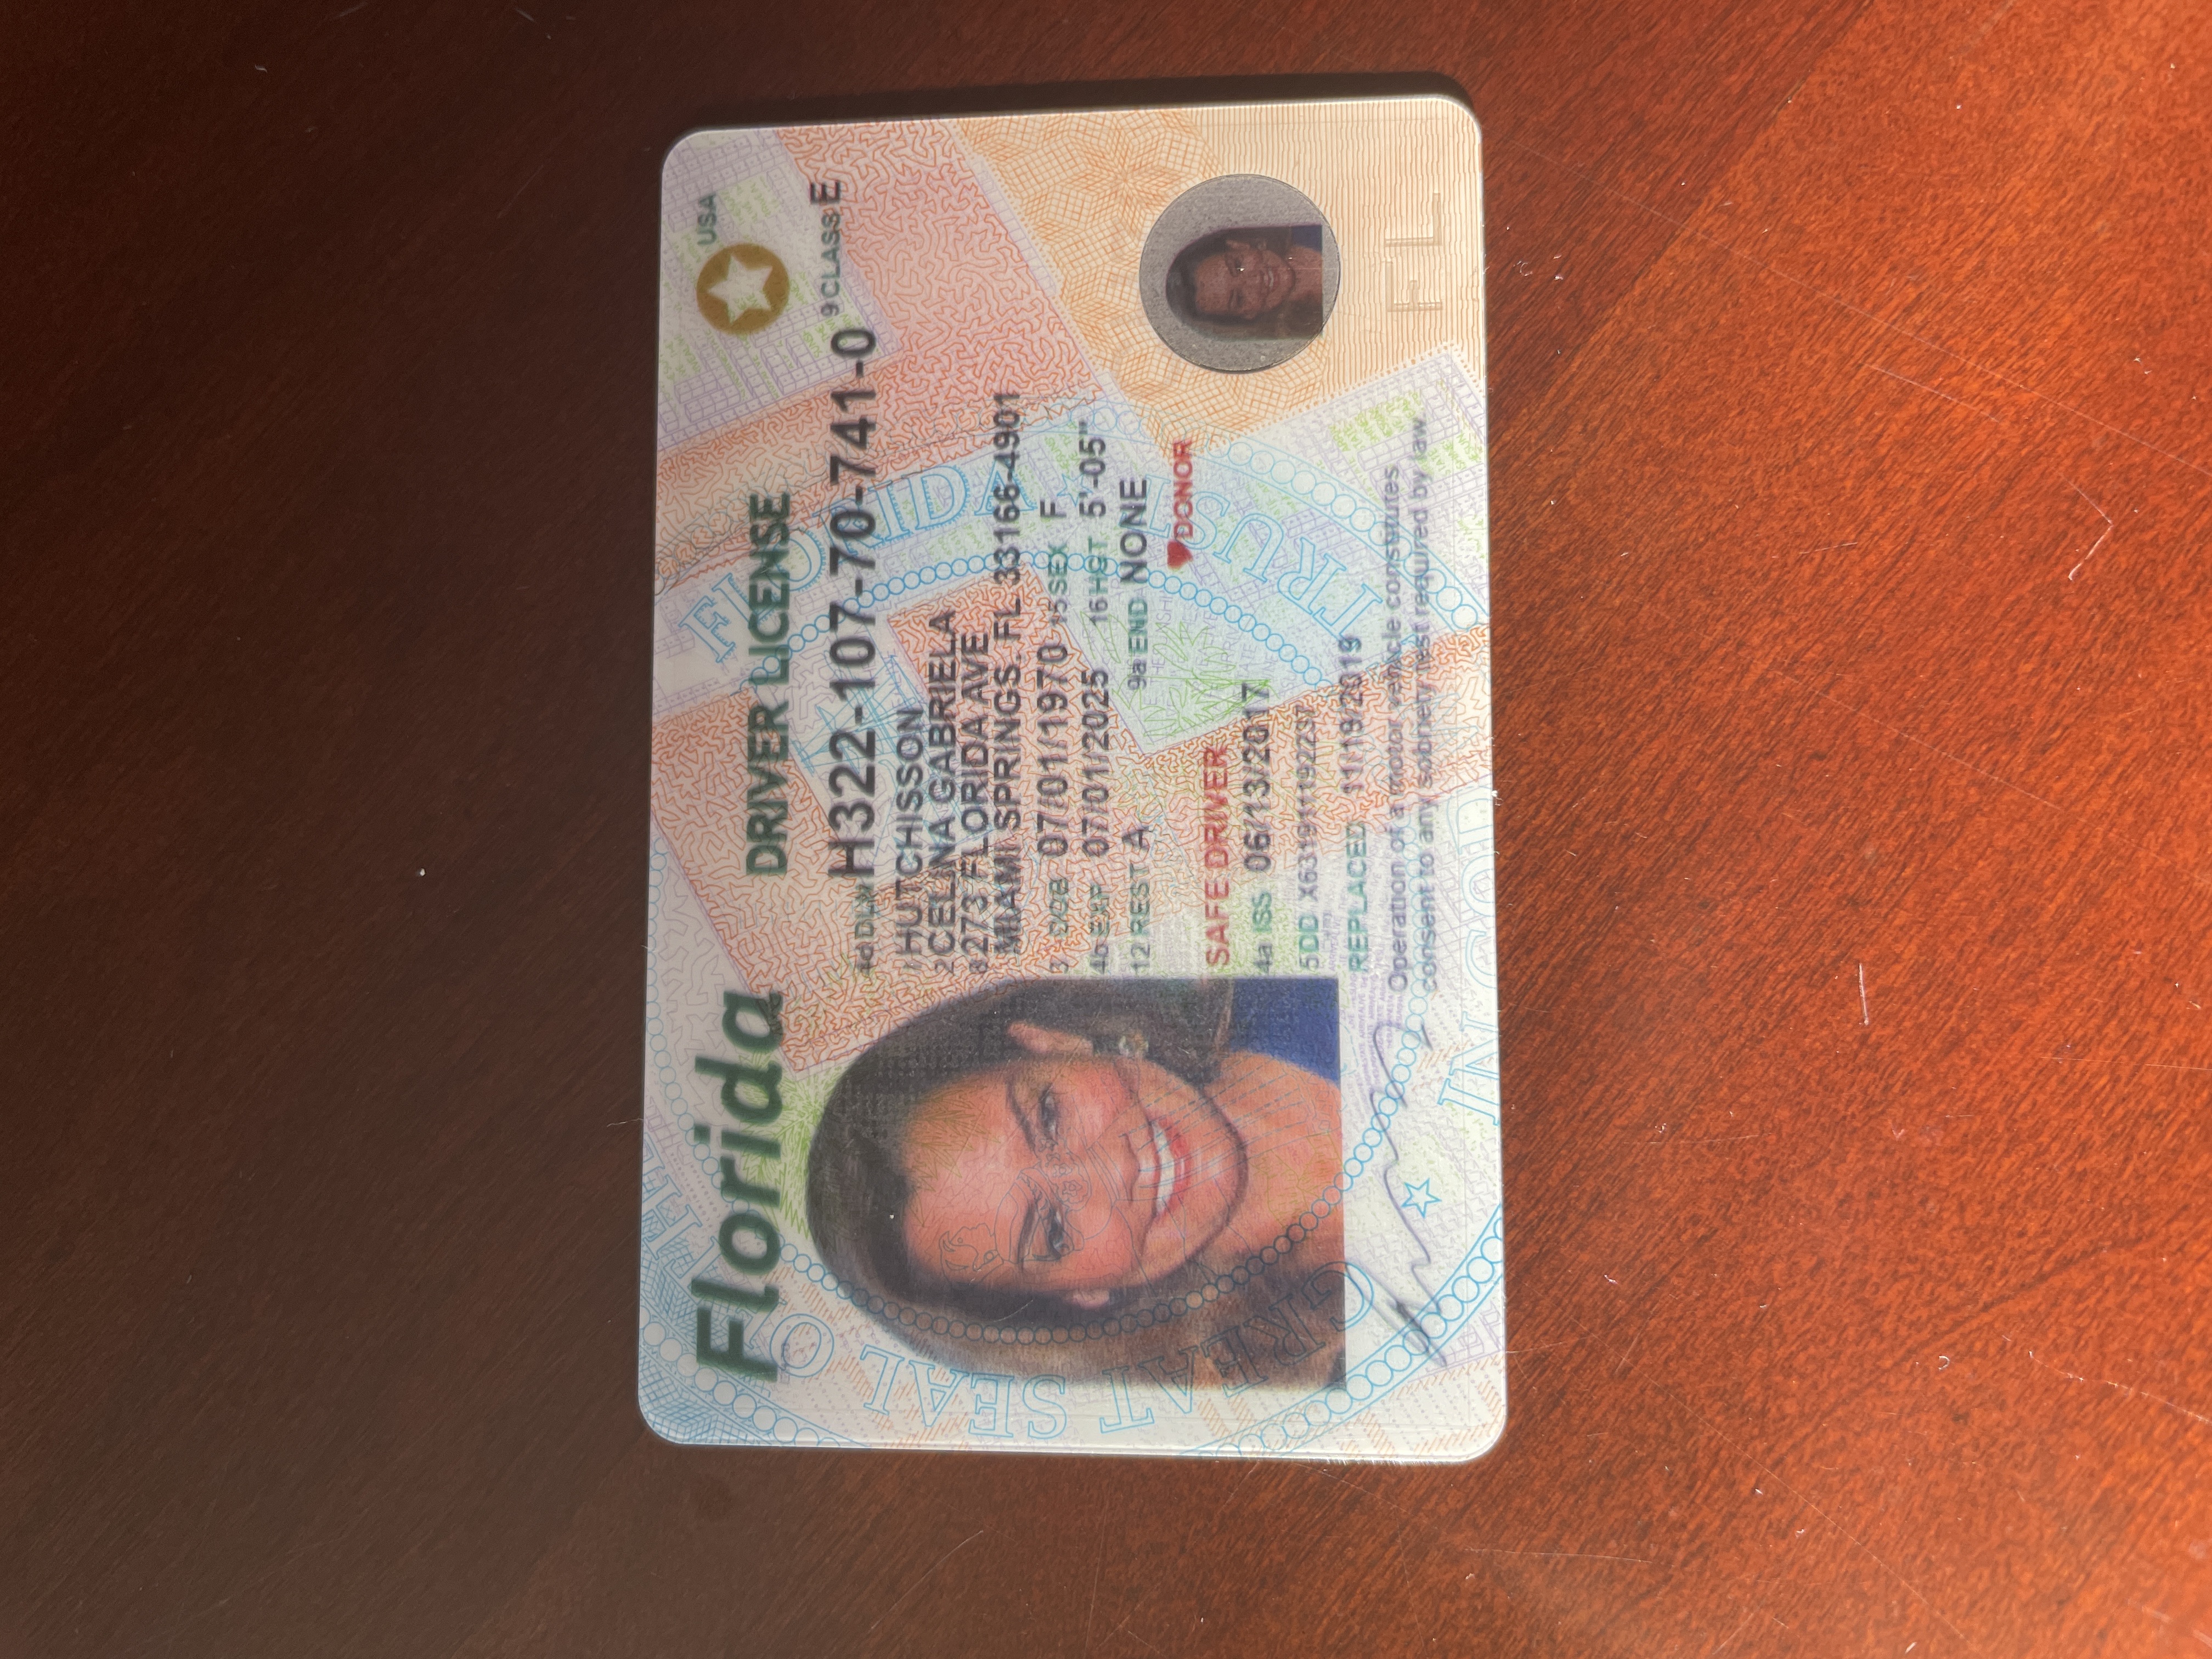 Florida
DRIVER LICENSE
USA
4d DLN H322-107-70-741-0
9 CLASS E
1 HUTCHISSON
2 CELINA GABRIELA
8 273 FLORIDA AVE
MIAMI SPRINGS, FL 33166-4901
3 DOB 07/01/1970 15 SEX F
4b EXP 07/01/2025 16 HGT 5'-05"
12 REST A 9a END NONE
DONOR
SAFE DRIVER
4a ISS 06/13/2017
5 DD X631911192237
REPLACED 11/19/2019
Operation of a motor vehicle constitutes
consent to any sobriety test required by law.
GREAT SEAL OF THE
FLORIDA
IN GOD
TRUST
FL